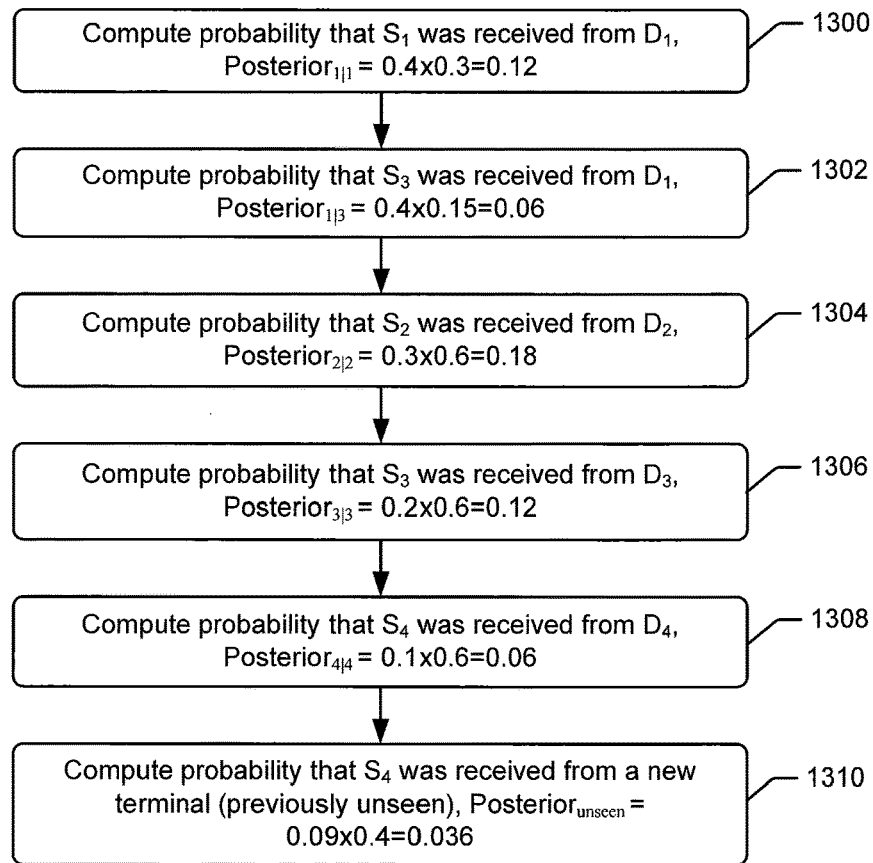 Compute probability that S₁ was received from D₁,
Posterior₁|₁ = 0.4x0.3=0.12
1300
Compute probability that S₃ was received from D₁,
Posterior₁|₃ = 0.4x0.15=0.06
1302
Compute probability that S₂ was received from D₂,
Posterior₂|₂ = 0.3x0.6=0.18
1304
Compute probability that S₃ was received from D₃,
Posterior₃|₃ = 0.2x0.6=0.12
1306
Compute probability that S₄ was received from D₄,
Posterior₄|₄ = 0.1x0.6=0.06
1308
Compute probability that S₄ was received from a new
terminal (previously unseen), Posteriorunseen =
0.09x0.4=0.036
1310